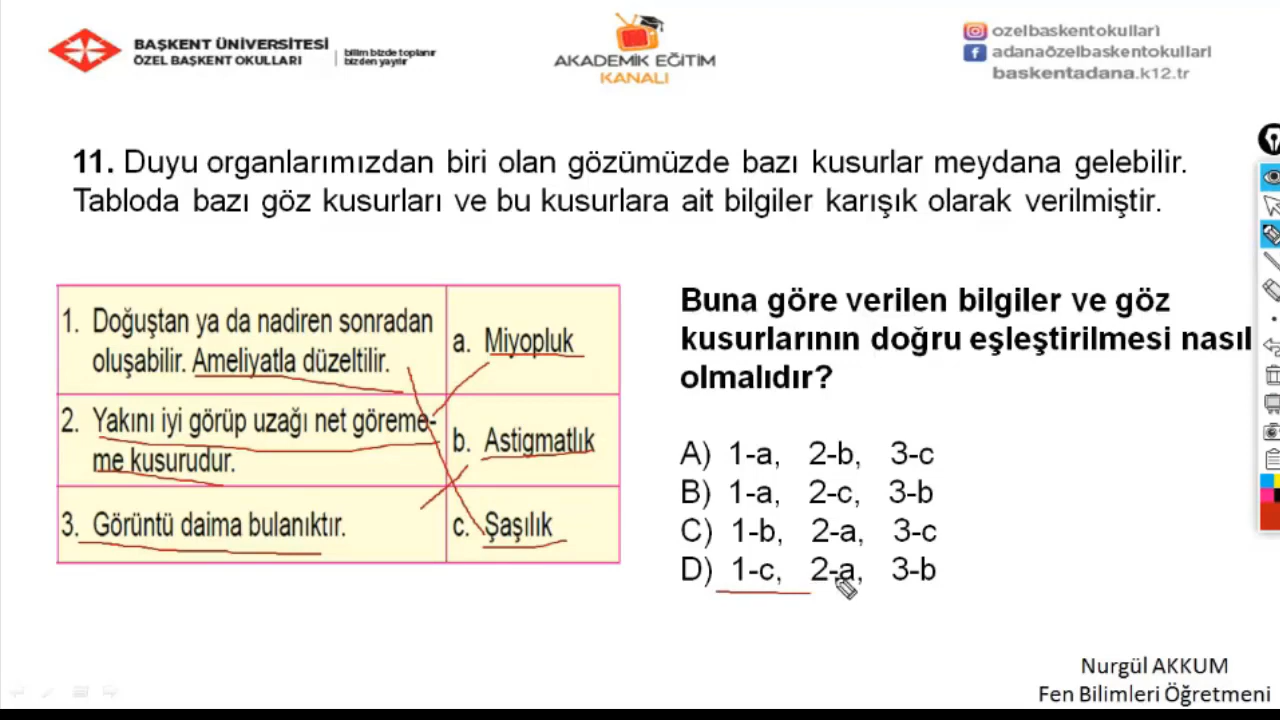 BAŞKENT ÜNİVERSİTESİ
ÖZEL BAŞKENT OKULLARI
bilim bizde toplanır
bizden yayılır
AKADEMİK EĞİTİM
KANALI
ozelbaskentokulları
adanaözelbaskentokulları
baskentadana.k12.tr
11. Duyu organlarımızdan biri olan gözümüzde bazı kusurlar meydana gelebilir.
Tabloda bazı göz kusurları ve bu kusurlara ait bilgiler karışık olarak verilmiştir.
1. Doğuştan ya da nadiren sonradan
oluşabilir. Ameliyatla düzeltilir.
a. Miyopluk
2. Yakını iyi görüp uzağı net göreme-
me kusurudur.
b. Astigmatlık
3. Görüntü daima bulanıktır.
c. Şaşılık
Buna göre verilen bilgiler ve göz
kusurlarının doğru eşleştirilmesi nasıl
olmalıdır?
A) 1-a, 2-b, 3-c
B) 1-a, 2-c, 3-b
C) 1-b, 2-a, 3-c
D) 1-c, 2-a, 3-b
Nurgül AKKUM
Fen Bilimleri Öğretmeni